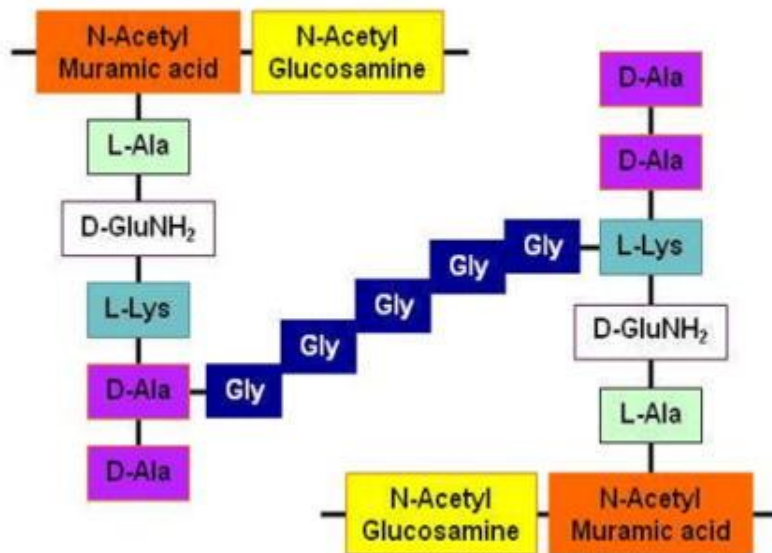 N-Acetyl
Muramic acid
N-Acetyl
Glucosamine
L-Ala
D-GluNH₂
L-Lys
D-Ala
D-Ala
Gly
Gly
Gly
Gly
Gly
D-Ala
D-Ala
L-Lys
D-GluNH₂
L-Ala
N-Acetyl
Glucosamine
N-Acetyl
Muramic acid